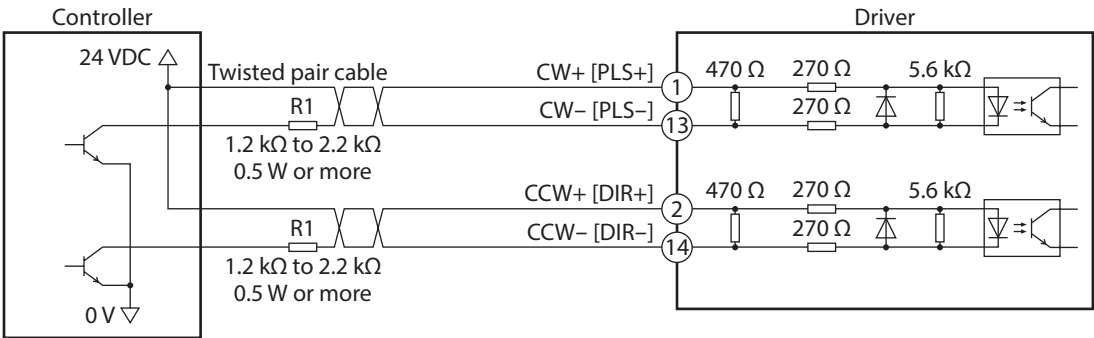 Controller
Driver
24 VDC
Twisted pair cable
CW+ [PLS+]
1
470 Ω
270 Ω
5.6 kΩ
R1
CW– [PLS–]
13
270 Ω
1.2 kΩ to 2.2 kΩ
0.5 W or more
CCW+ [DIR+]
2
470 Ω
270 Ω
5.6 kΩ
R1
CCW– [DIR–]
14
270 Ω
1.2 kΩ to 2.2 kΩ
0.5 W or more
0 V